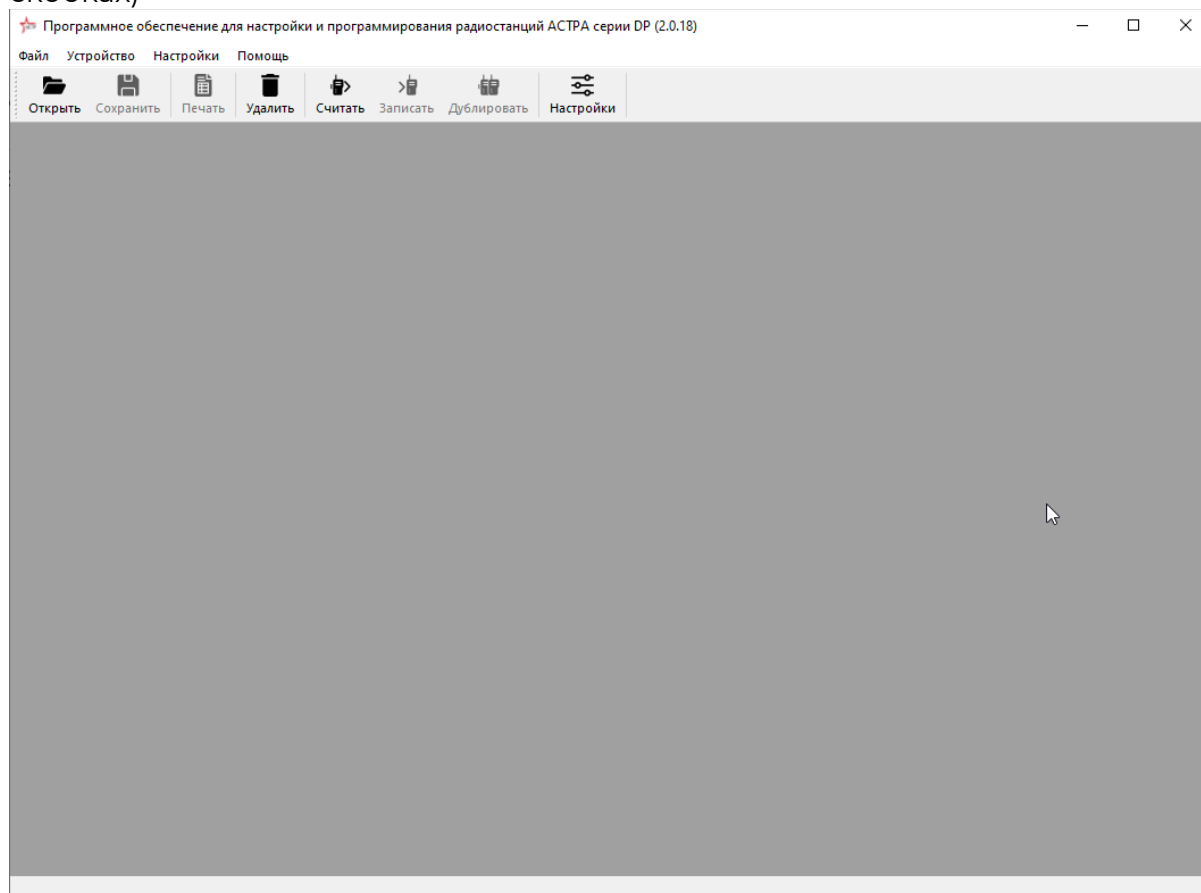 скобках)
Программное обеспечение для настройки и программирования радиостанций АСТРА серии DP (2.0.18)
Файл Устройство Настройки Помощь
Открыть Сохранить Печать Удалить Считать Записать Дублировать Настройки